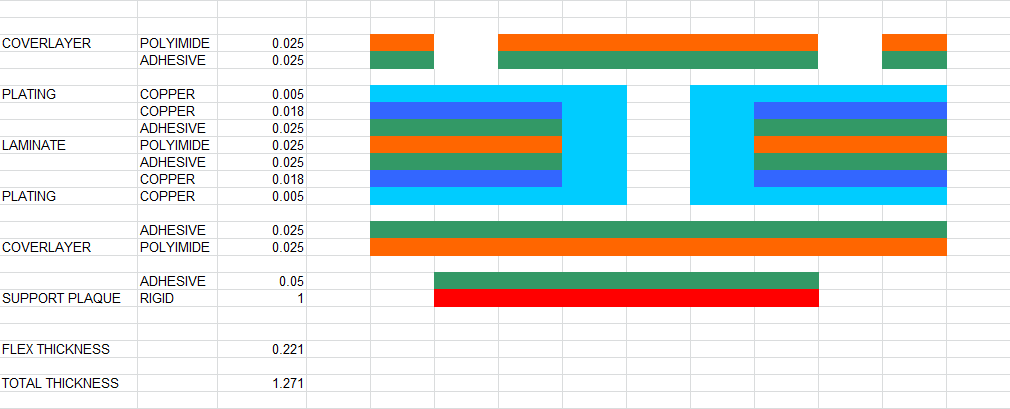 COVERLAYER POLYIMIDE 0.025
ADHESIVE 0.025
PLATING COPPER 0.005
COPPER 0.018
ADHESIVE 0.025
LAMINATE POLYIMIDE 0.025
ADHESIVE 0.025
COPPER 0.018
PLATING COPPER 0.005
ADHESIVE 0.025
COVERLAYER POLYIMIDE 0.025
ADHESIVE 0.05
SUPPORT PLAQUE RIGID 1
FLEX THICKNESS 0.221
TOTAL THICKNESS 1.271